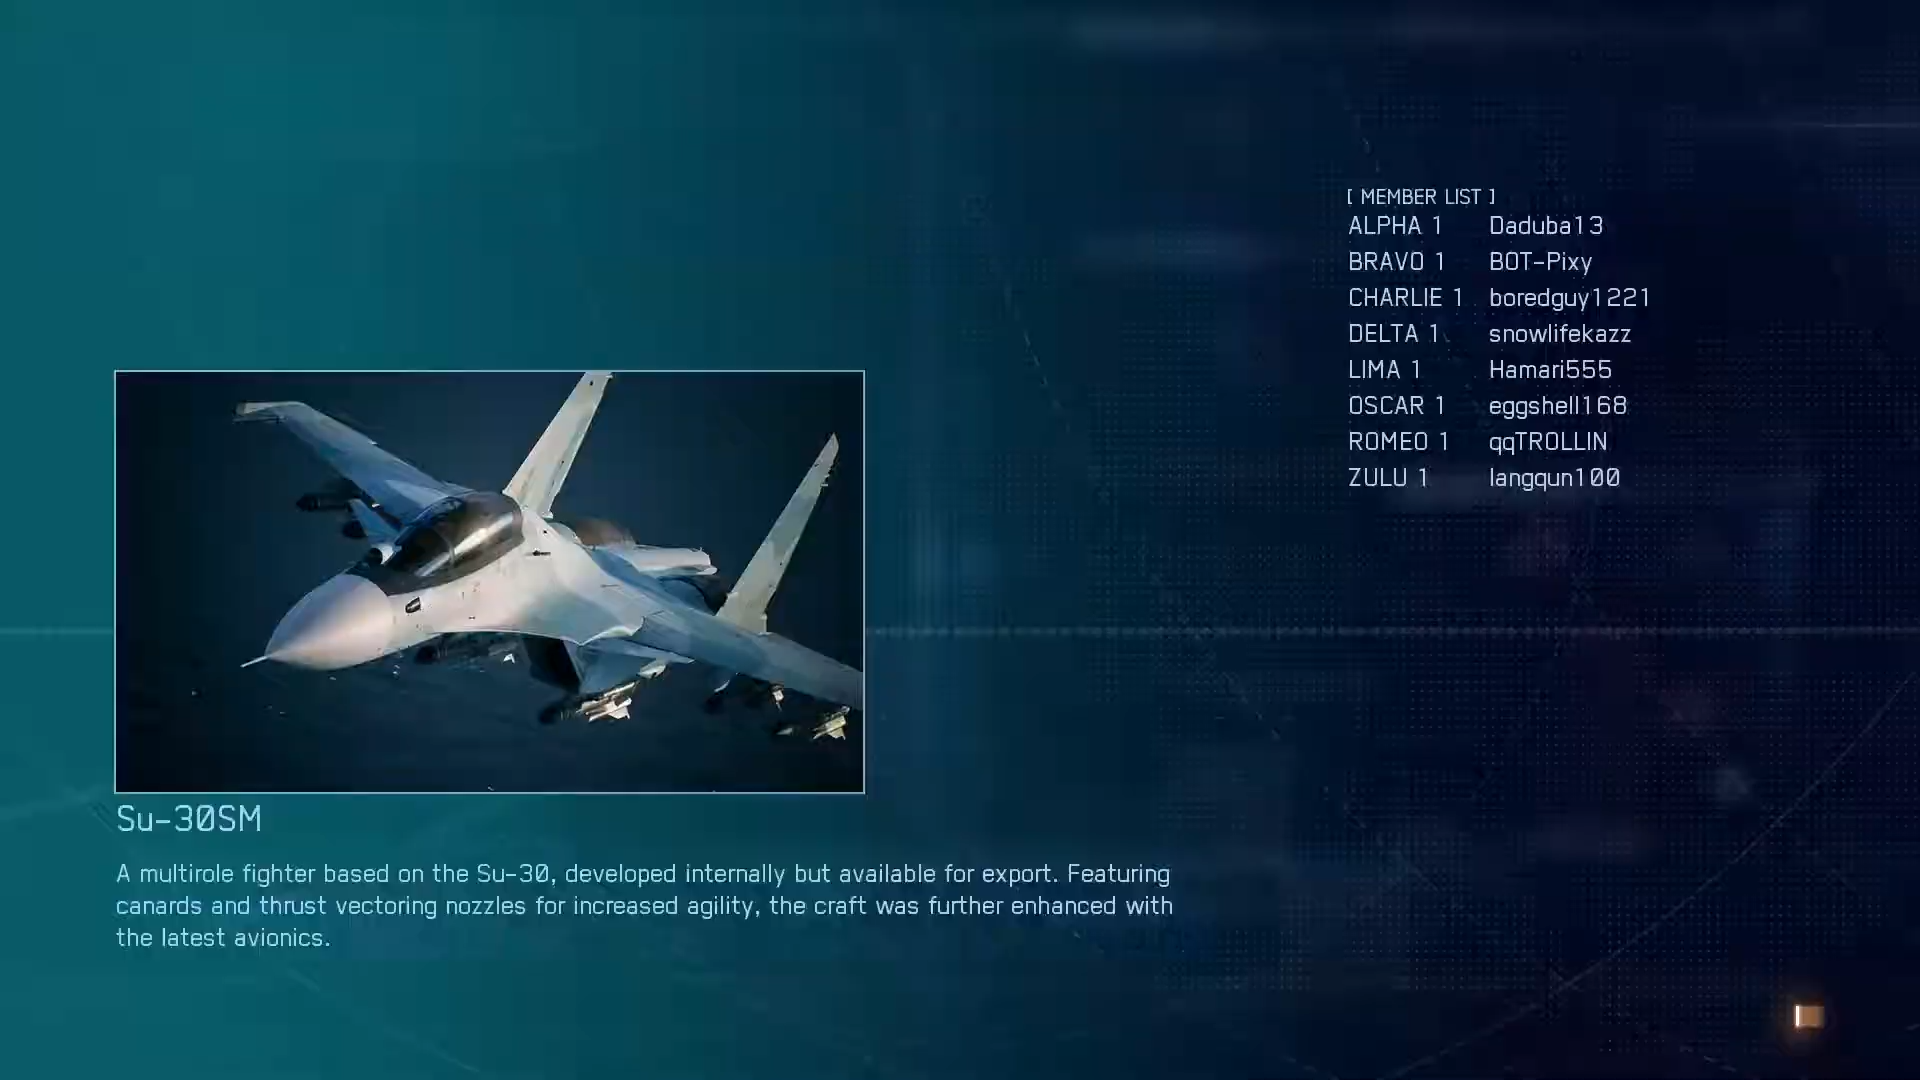 [ MEMBER LIST ]
ALPHA 1 Daduba13
BRAVO 1 BOT-Pixy
CHARLIE 1 boredguy1221
DELTA 1 snowlifekazz
LIMA 1 Hamari555
OSCAR 1 eggshell168
ROMEO 1 qqTROLLIN
ZULU 1 langqun100
Su-30SM
A multirole fighter based on the Su-30, developed internally but available for export. Featuring
canards and thrust vectoring nozzles for increased agility, the craft was further enhanced with
the latest avionics.